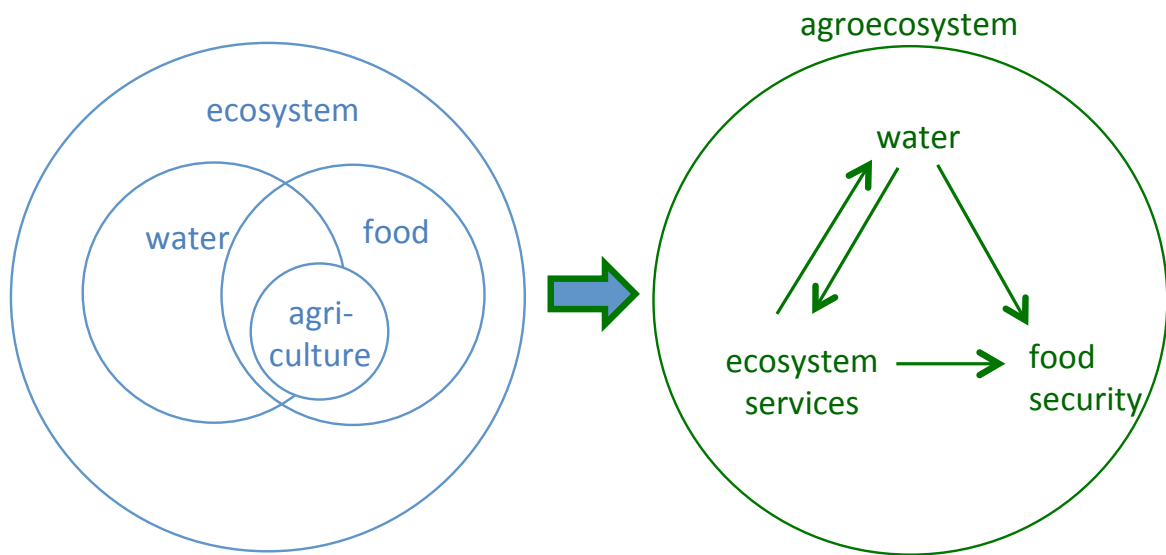 ecosystem
water
food
agri-
culture
agroecosystem
water
ecosystem
services
food
security